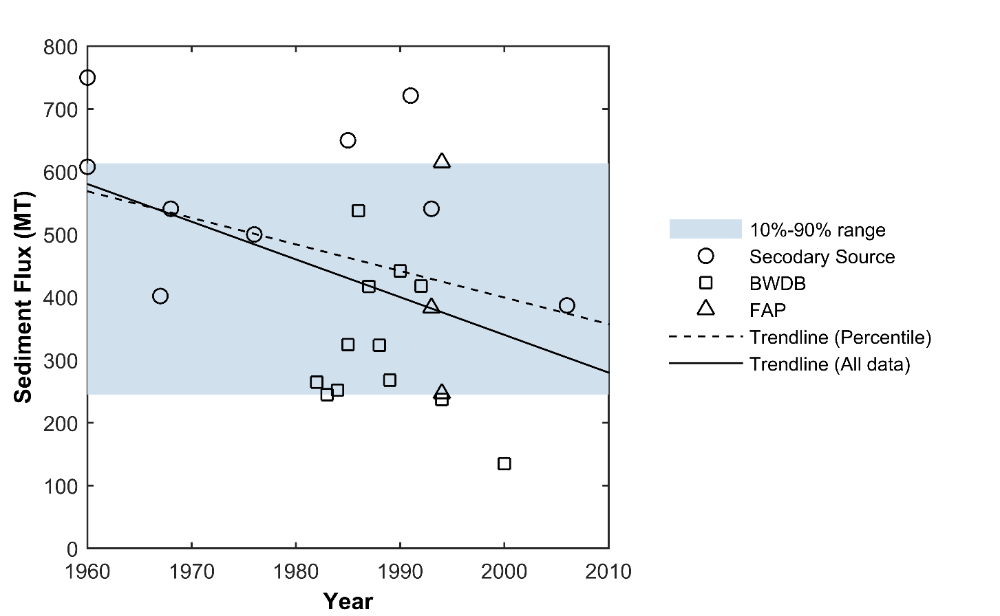 800
700
600
500
400
300
200
100
0
Sediment Flux (MT)
1960 1970 1980 1990 2000 2010
Year
10%-90% range
Secodary Source
BWDB
FAP
Trendline (Percentile)
Trendline (All data)